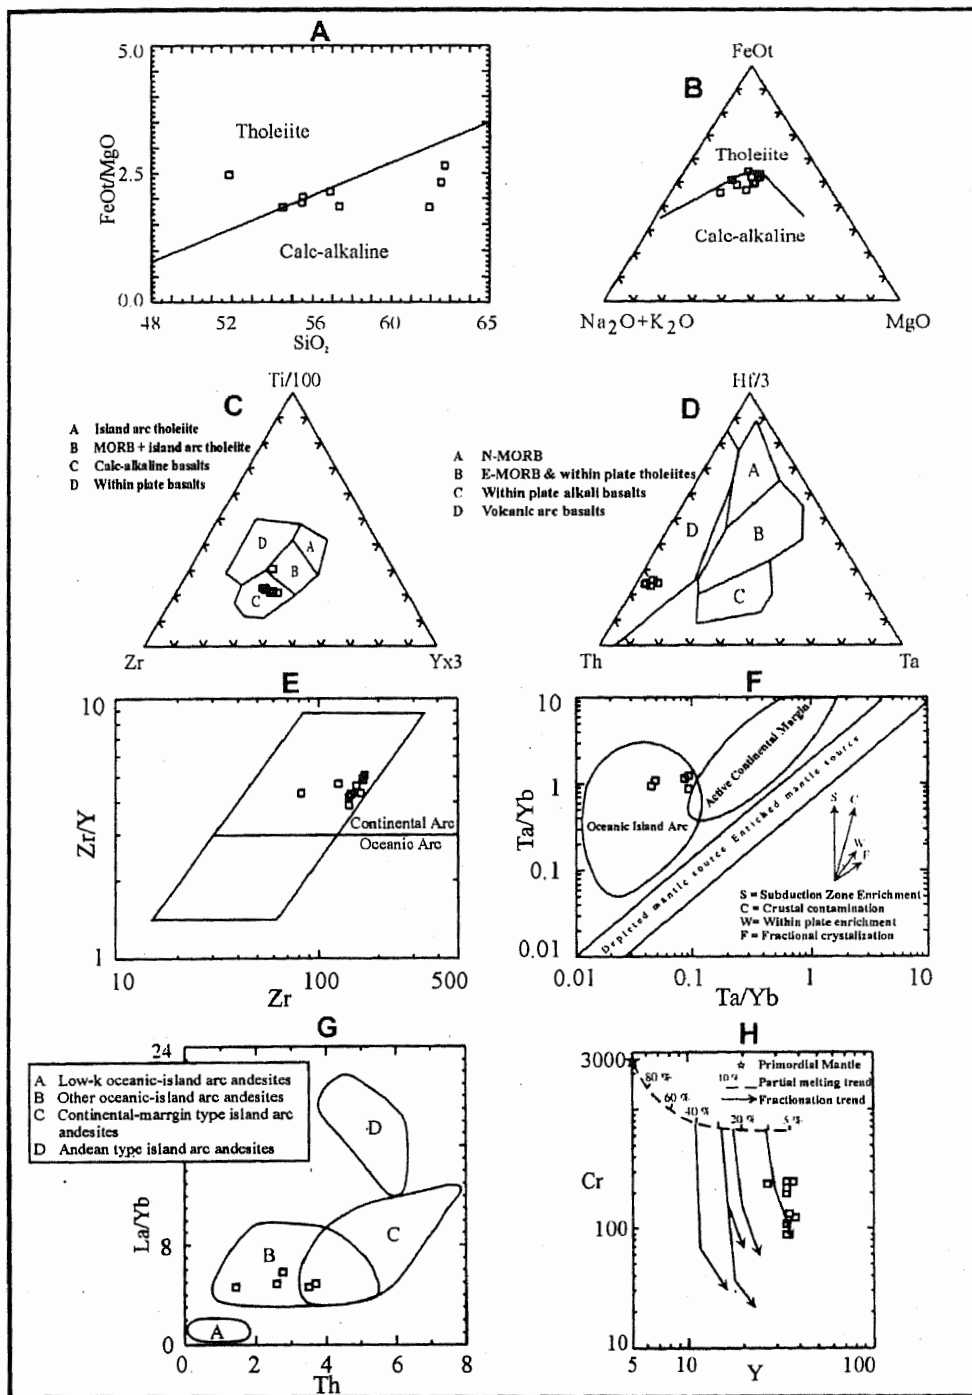 A
5.0
FeOt/MgO
2.5
0.0
Tholeiite
Calc-alkaline
48 52 56 60 65
SiO₂
B
FeOt
Tholeiite
Calc-alkaline
Na₂O+K₂O
MgO
C
Ti/100
A Island arc tholeiite
B MORB + island arc tholeiite
C Calc-alkaline basalts
D Within plate basalts
D
A
B
C
Zr
Yx3
D
Hf/3
A N-MORB
B E-MORB & within plate tholeiites
C Within plate alkali basalts
D Volcanic arc basalts
A
D
B
C
Th
Ta
E
10
Zr/Y
1
Continental Arc
Oceanic Arc
10 100 500
Zr
F
10
1
0.1
0.01
Ta/Yb
Oceanic Island Arc
Active Continental Margin
Depleted mantic source Enriched mantle source
S C
W
F
S = Subduction Zone Enrichment
C = Crustal contamination
W= Within plate enrichment
F = Fractional crystalization
0.01 0.1 1 10
Ta/Yb
G
24
A Low-k oceanic-island arc andesites
B Other oceanic-island arc andesites
C Continental-marrgin type island arc
andesites
D Andean type island arc andesites
La/Yb
8
0
D
C
B
A
0 2 4 6 8
Th
H
3000
Cr
100
10
Primordial Mantle
10% Partial melting trend
Fractionation trend
80 %
60 %
40 %
20 %
5 %
5 10 Y 100